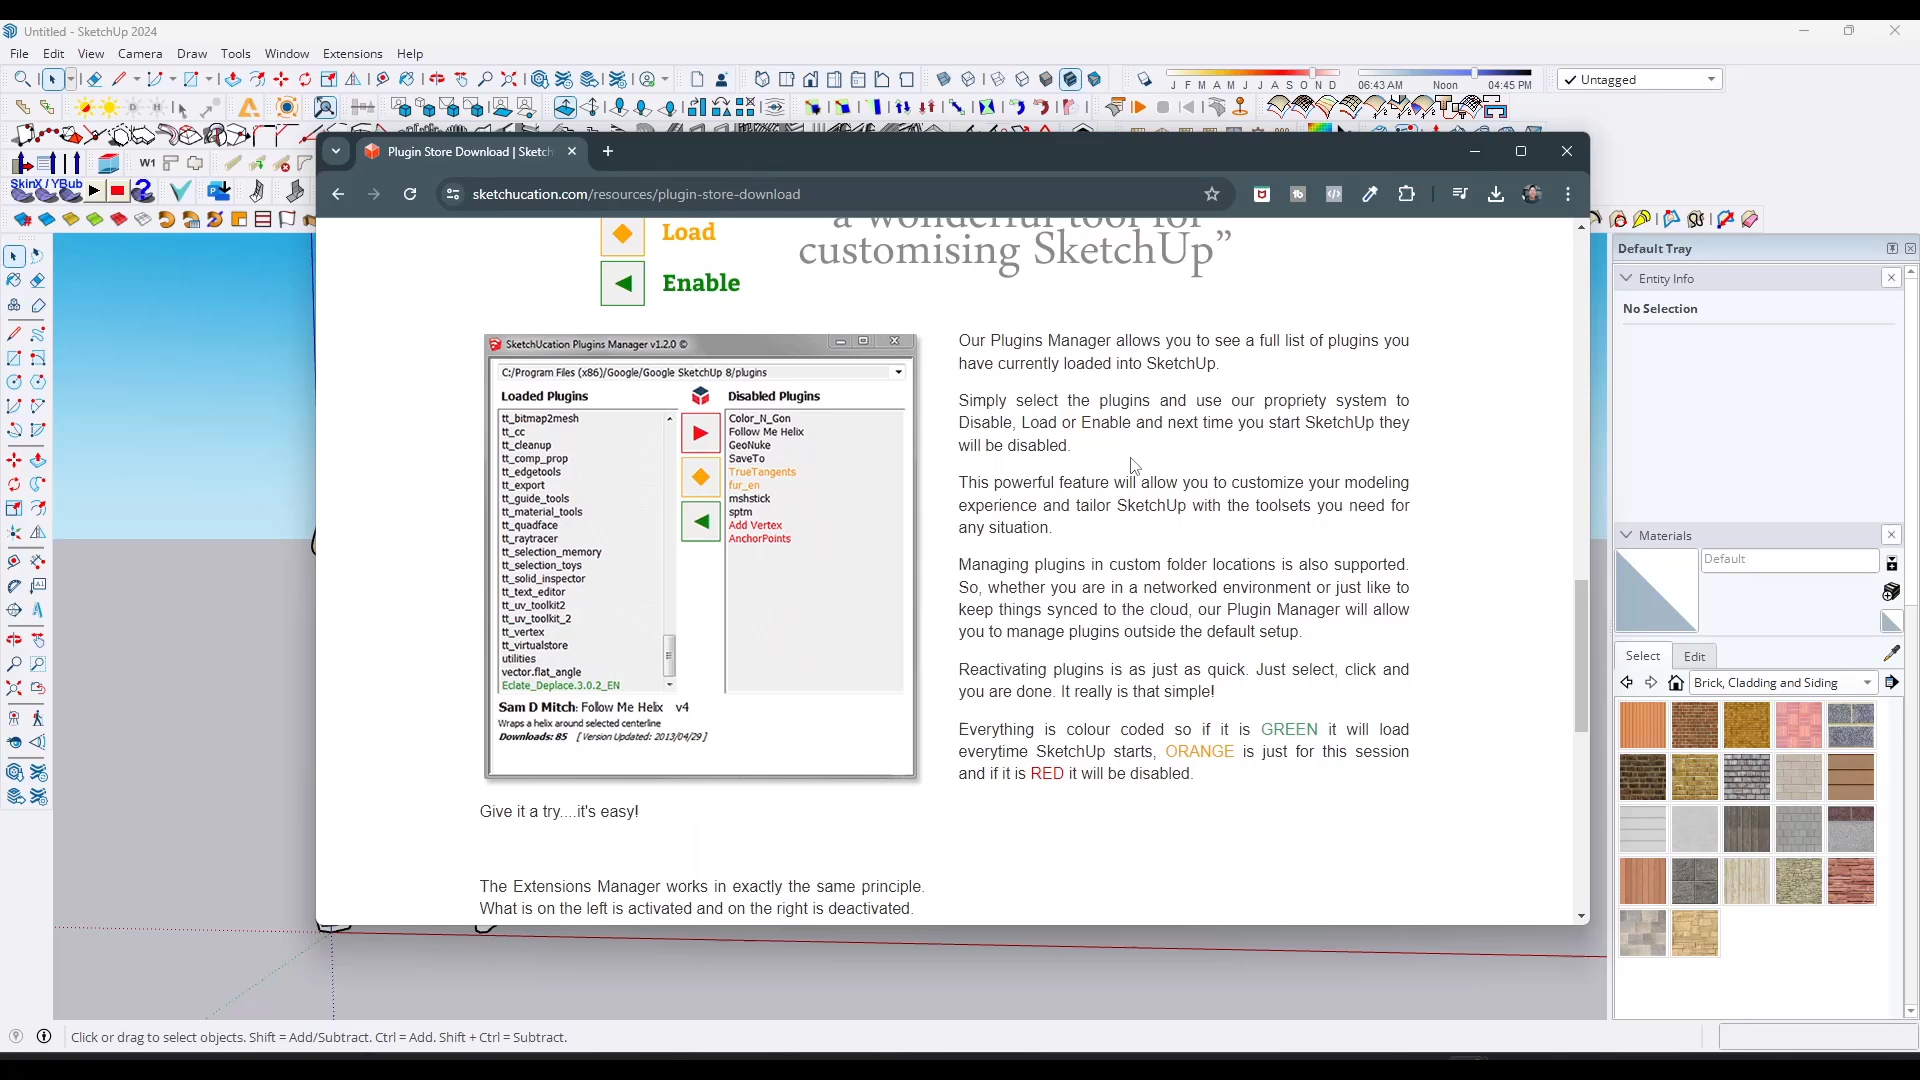 Untitled - SketchUp 2024
File Edit View Camera Draw Tools Window Extensions Help
J F M A M J J A S O N D
06:43 AM Noon 04:45 PM
Untagged
W1
SkinX / YBub
Plugin Store Download | Sketch
sketchucation.com/resources/plugin-store-download
Load
Enable
a wonderful tool for
customising SketchUp”
SketchUcation Plugins Manager v1.2.0 ©
C:/Program Files (x86)/Google/Google SketchUp 8/plugins
Loaded Plugins
tt_bitmap2mesh
tt_cc
tt_cleanup
tt_comp_prop
tt_edgetools
tt_export
tt_guide_tools
tt_material_tools
tt_quadface
tt_raytracer
tt_selection_memory
tt_selection_toys
tt_solid_inspector
tt_text_editor
tt_uv_toolkit2
tt_uv_toolkit_2
tt_vertex
tt_virtualstore
utilities
vector.flat_angle
Eclate_Deplace.3.0.2_EN
Disabled Plugins
Color_N_Gon
Follow Me Helix
GeoNuke
SaveTo
TrueTangents
fur_en
mshstick
sptm
Add Vertex
AnchorPoints
Sam D Mitch: Follow Me Helix v4
Wraps a helix around selected centerline
Downloads: 85 [Version Updated: 2013/04/29]
Give it a try....it's easy!
The Extensions Manager works in exactly the same principle.
What is on the left is activated and on the right is deactivated.
Our Plugins Manager allows you to see a full list of plugins you
have currently loaded into SketchUp.
Simply select the plugins and use our propriety system to
Disable, Load or Enable and next time you start SketchUp they
will be disabled.
This powerful feature will allow you to customize your modeling
experience and tailor SketchUp with the toolsets you need for
any situation.
Managing plugins in custom folder locations is also supported.
So, whether you are in a networked environment or just like to
keep things synced to the cloud, our Plugin Manager will allow
you to manage plugins outside the default setup.
Reactivating plugins is as just as quick. Just select, click and
you are done. It really is that simple!
Everything is colour coded so if it is GREEN it will load
everytime SketchUp starts, ORANGE is just for this session
and if it is RED it will be disabled.
Default Tray
Entity Info
No Selection
Materials
Default
Select Edit
Brick, Cladding and Siding
Click or drag to select objects. Shift = Add/Subtract. Ctrl = Add. Shift + Ctrl = Subtract.